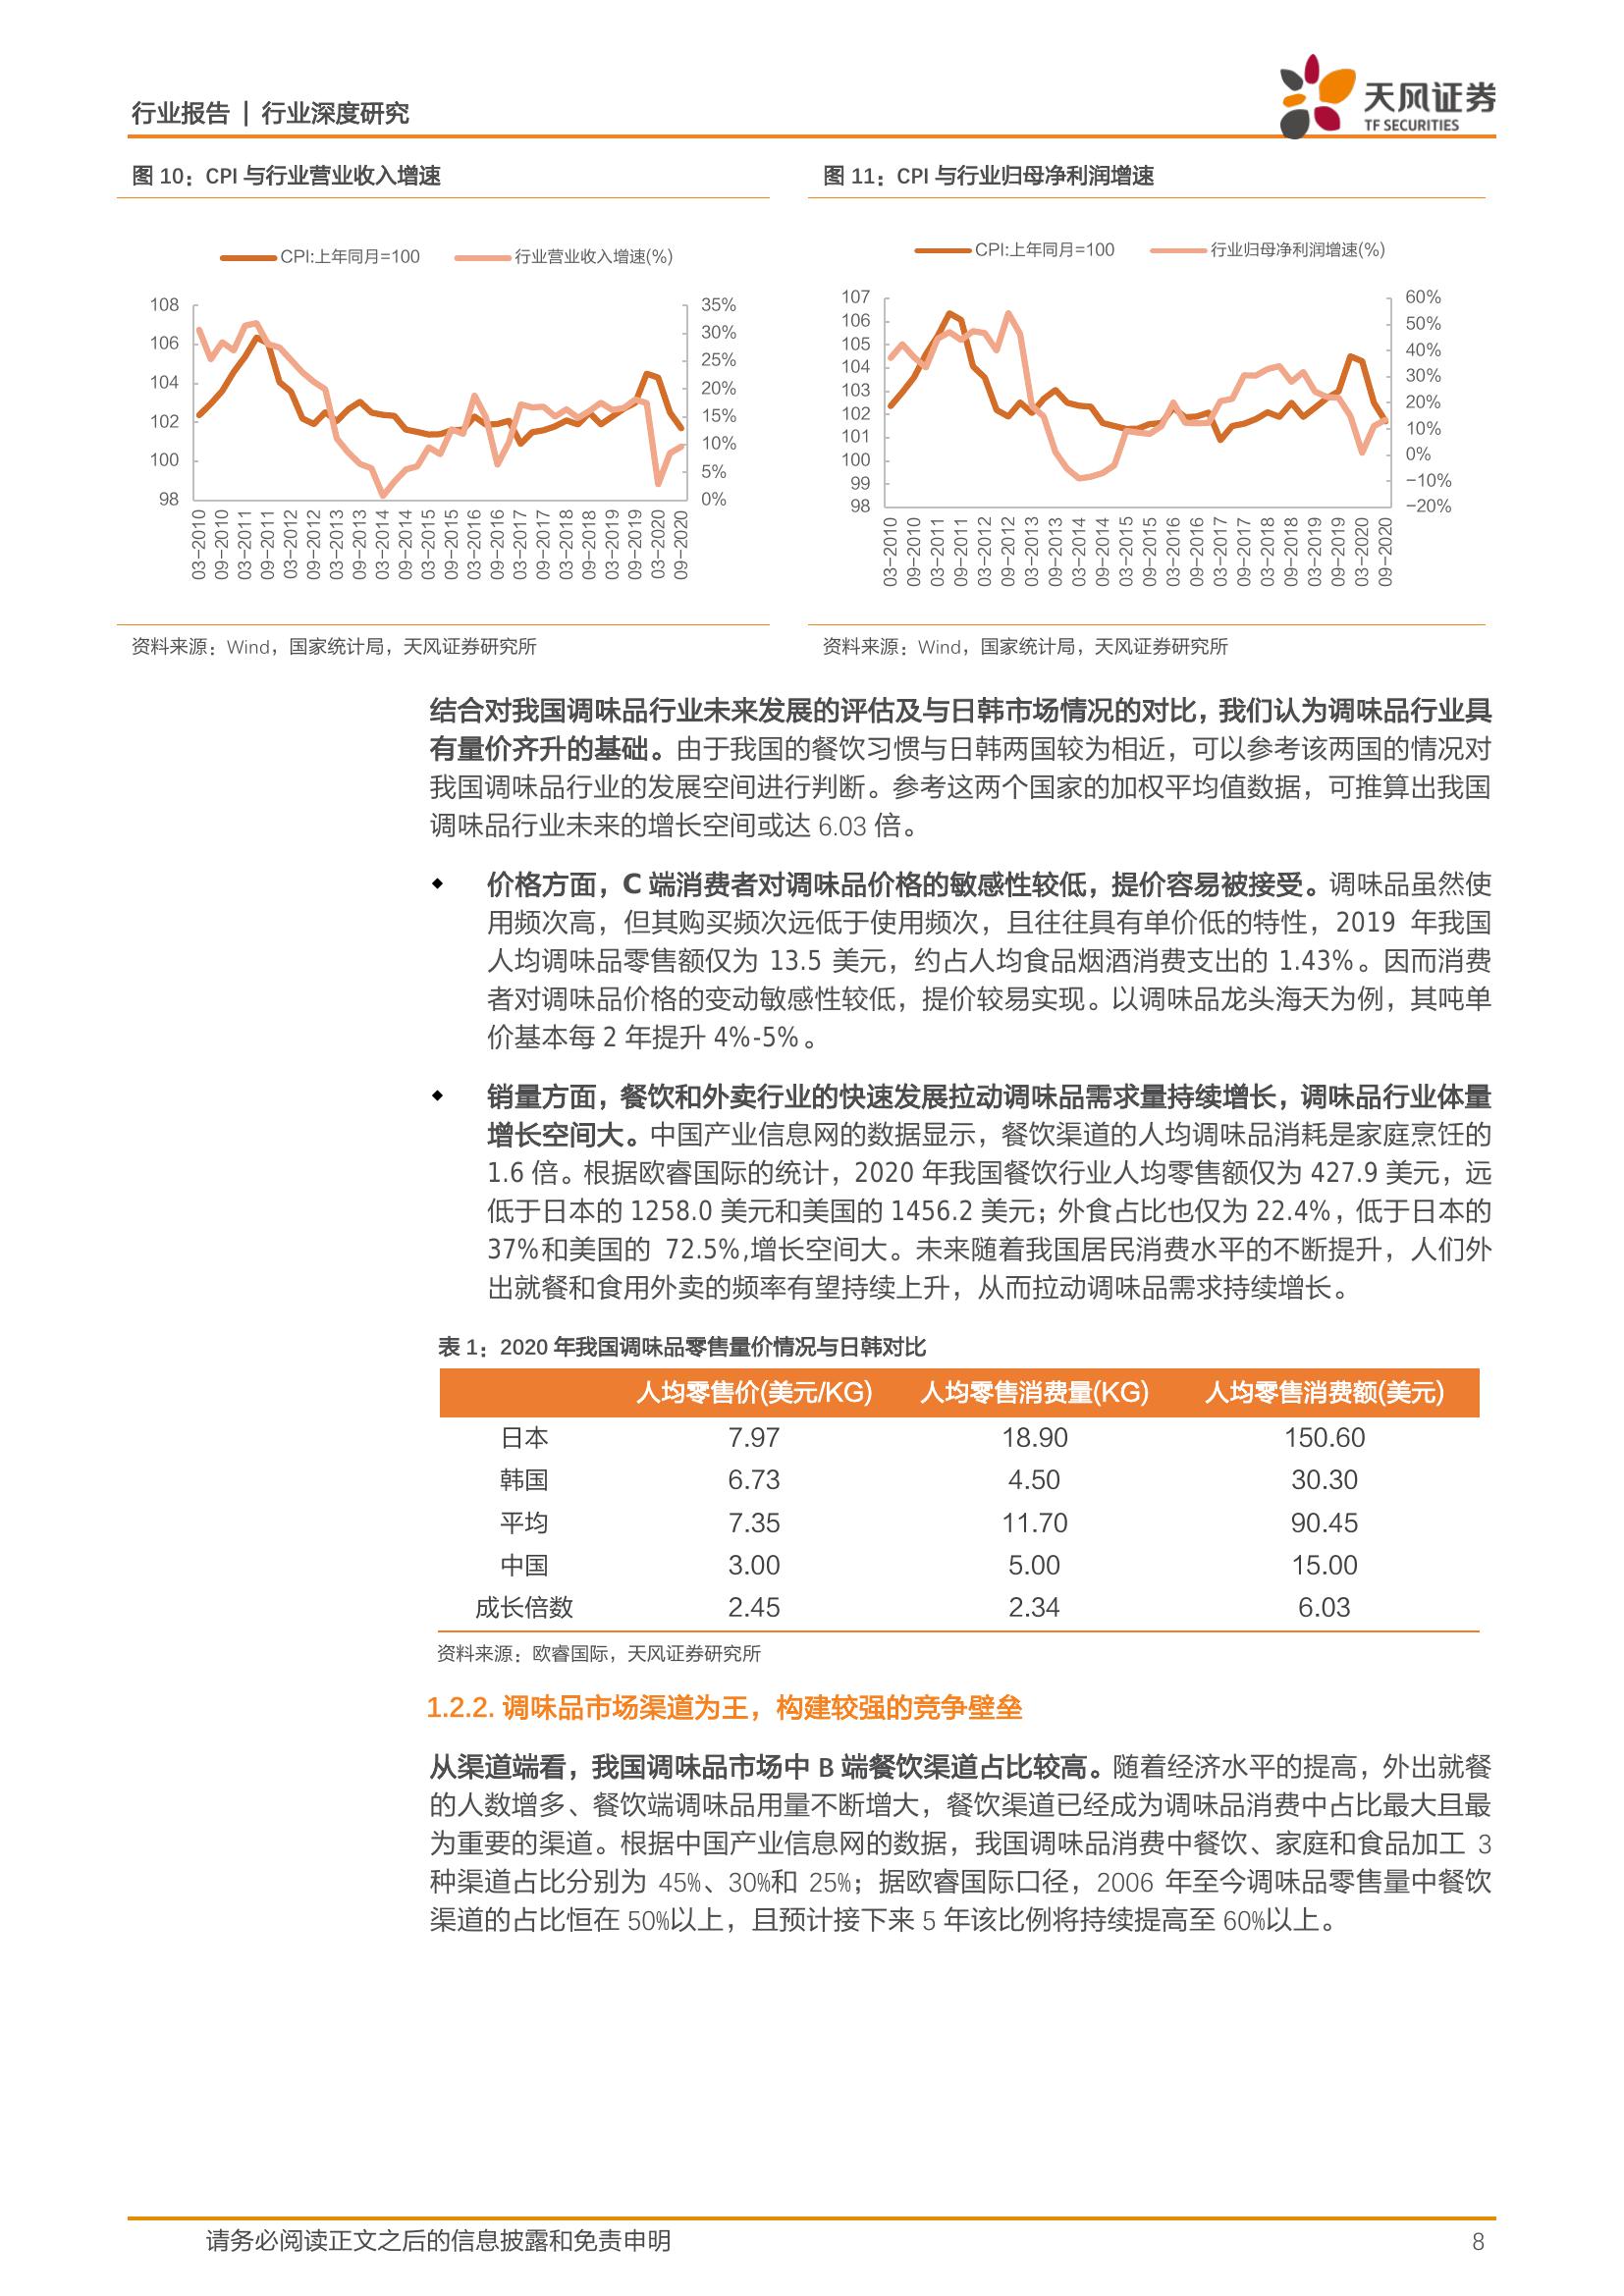 行业报告 | 行业深度研究
天风证券
TF SECURITIES
图 10：CPI 与行业营业收入增速
CPI:上年同月=100 行业营业收入增速(%)
108
106
104
102
100
98
35%
30%
25%
20%
15%
10%
5%
0%
03-2010
09-2010
03-2011
09-2011
03-2012
09-2012
03-2013
09-2013
03-2014
09-2014
03-2015
09-2015
03-2016
09-2016
03-2017
09-2017
03-2018
09-2018
03-2019
09-2019
03-2020
09-2020
资料来源：Wind，国家统计局，天风证券研究所
图 11：CPI 与行业归母净利润增速
CPI:上年同月=100 行业归母净利润增速(%)
107
106
105
104
103
102
101
100
99
98
60%
50%
40%
30%
20%
10%
0%
-10%
-20%
03-2010
09-2010
03-2011
09-2011
03-2012
09-2012
03-2013
09-2013
03-2014
09-2014
03-2015
09-2015
03-2016
09-2016
03-2017
09-2017
03-2018
09-2018
03-2019
09-2019
03-2020
09-2020
资料来源：Wind，国家统计局，天风证券研究所
结合对我国调味品行业未来发展的评估及与日韩市场情况的对比，我们认为调味品行业具
有量价齐升的基础。由于我国的餐饮习惯与日韩两国较为相近，可以参考该两国的情况对
我国调味品行业的发展空间进行判断。参考这两个国家的加权平均值数据，可推算出我国
调味品行业未来的增长空间或达 6.03 倍。
◆ 价格方面，C 端消费者对调味品价格的敏感性较低，提价容易被接受。调味品虽然使
用频次高，但其购买频次远低于使用频次，且往往具有单价低的特性，2019 年我国
人均调味品零售额仅为 13.5 美元，约占人均食品烟酒消费支出的 1.43%。因而消费
者对调味品价格的变动敏感性较低，提价较易实现。以调味品龙头海天为例，其吨单
价基本每 2 年提升 4%-5%。
◆ 销量方面，餐饮和外卖行业的快速发展拉动调味品需求量持续增长，调味品行业体量
增长空间大。中国产业信息网的数据显示，餐饮渠道的人均调味品消耗是家庭烹饪的
1.6 倍。根据欧睿国际的统计，2020 年我国餐饮行业人均零售额仅为 427.9 美元，远
低于日本的 1258.0 美元和美国的 1456.2 美元；外食占比也仅为 22.4%，低于日本的
37%和美国的 72.5%,增长空间大。未来随着我国居民消费水平的不断提升，人们外
出就餐和食用外卖的频率有望持续上升，从而拉动调味品需求持续增长。
表 1：2020 年我国调味品零售量价情况与日韩对比
人均零售价(美元/KG) 人均零售消费量(KG) 人均零售消费额(美元)
日本 7.97 18.90 150.60
韩国 6.73 4.50 30.30
平均 7.35 11.70 90.45
中国 3.00 5.00 15.00
成长倍数 2.45 2.34 6.03
资料来源：欧睿国际，天风证券研究所
1.2.2. 调味品市场渠道为王，构建较强的竞争壁垒
从渠道端看，我国调味品市场中 B 端餐饮渠道占比较高。随着经济水平的提高，外出就餐
的人数增多、餐饮端调味品用量不断增大，餐饮渠道已经成为调味品消费中占比最大且最
为重要的渠道。根据中国产业信息网的数据，我国调味品消费中餐饮、家庭和食品加工 3
种渠道占比分别为 45%、30%和 25%；据欧睿国际口径，2006 年至今调味品零售量中餐饮
渠道的占比恒在 50%以上，且预计接下来 5 年该比例将持续提高至 60%以上。
请务必阅读正文之后的信息披露和免责申明 8